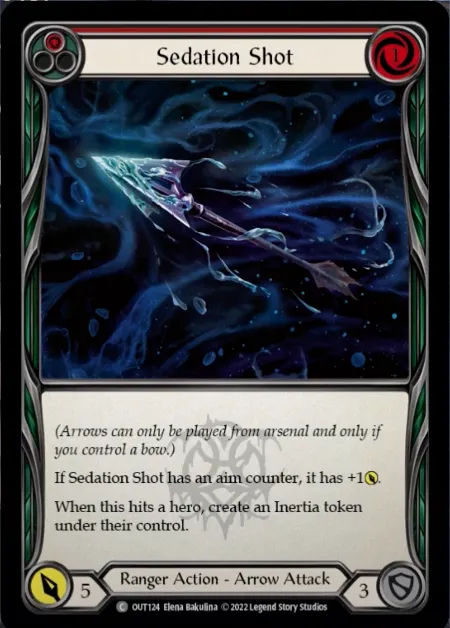 Sedation Shot
1
(Arrows can only be played from arsenal and only if
you control a bow.)
If Sedation Shot has an aim counter, it has +1.
When this hits a hero, create an Inertia token
under their control.
5
Ranger Action - Arrow Attack
3
C OUT124 Elena Bakulina © 2022 Legend Story Studios